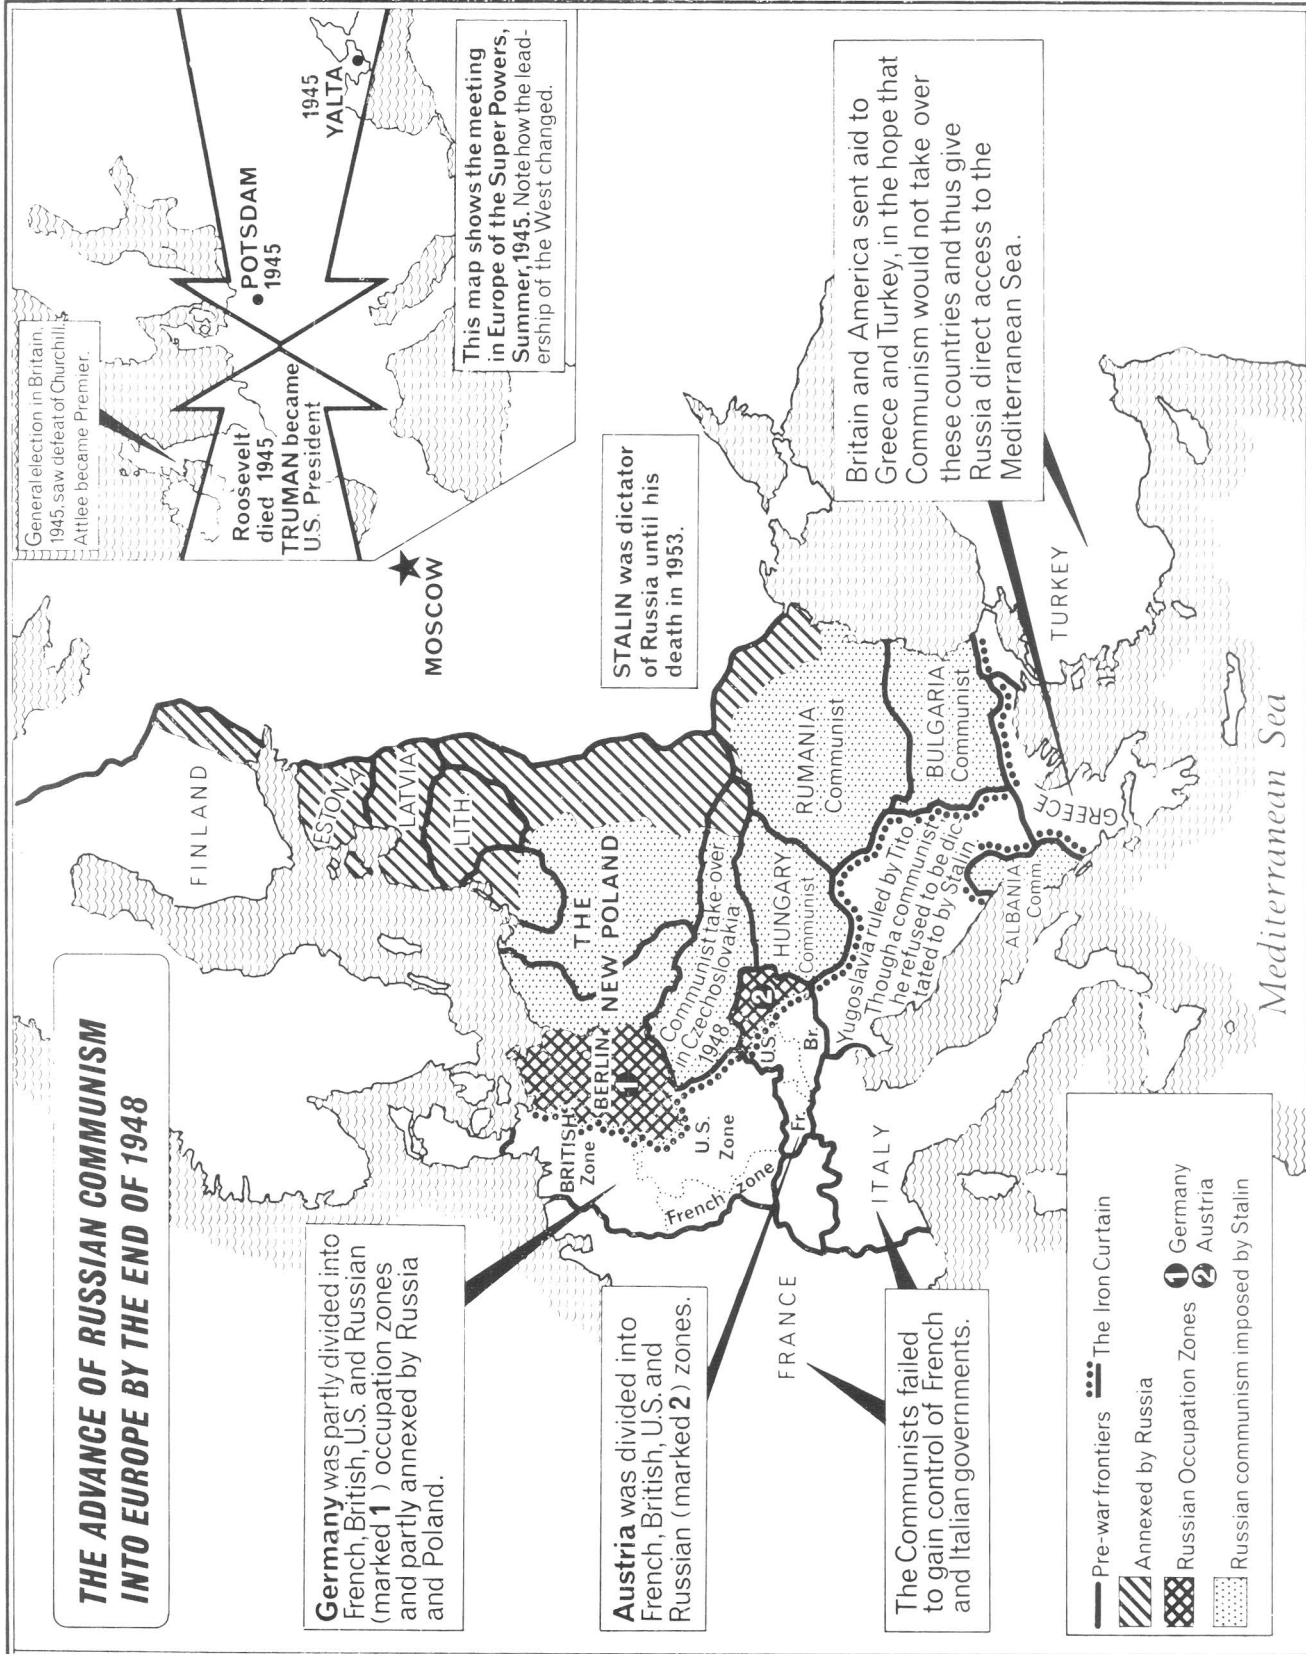 THE ADVANCE OF RUSSIAN COMMUNISM
INTO EUROPE BY THE END OF 1948
General election in Britain,
1945, saw defeat of Churchill.
Attlee became Premier.
Roosevelt
died 1945
TRUMAN became
U.S. President
POTSDAM
1945
1945
YALTA
This map shows the meeting
in Europe of the Super Powers,
Summer, 1945. Note how the lead-
ership of the West changed.
Germany was partly divided into
French, British, U.S. and Russian
(marked 1 ) occupation zones
and partly annexed by Russia
and Poland.
Austria was divided into
French, British, U.S. and
Russian (marked 2) zones.
The Communists failed
to gain control of French
and Italian governments.
STALIN was dictator
of Russia until his
death in 1953.
Britain and America sent aid to
Greece and Turkey, in the hope that
Communism would not take over
these countries and thus give
Russia direct access to the
Mediterranean Sea.
FINLAND
MOSCOW
ESTONIA
LATVIA
LITH.
THE
NEW POLAND
BERLIN
1
BRITISH
Zone
U.S.
Zone
French zone
Communist take-over
in Czechoslovakia
1948
2
U.S.
Br.
Fr.
HUNGARY
Communist
RUMANIA
Communist
BULGARIA
Communist
Yugoslavia ruled by Tito.
Though a communist
he refused to be dic-
tated to by Stalin.
ALBANIA
Comm.
GREECE
TURKEY
FRANCE
ITALY
Mediterranean Sea
Pre-war frontiers
The Iron Curtain
Annexed by Russia
Russian Occupation Zones
1 Germany
2 Austria
Russian communism imposed by Stalin